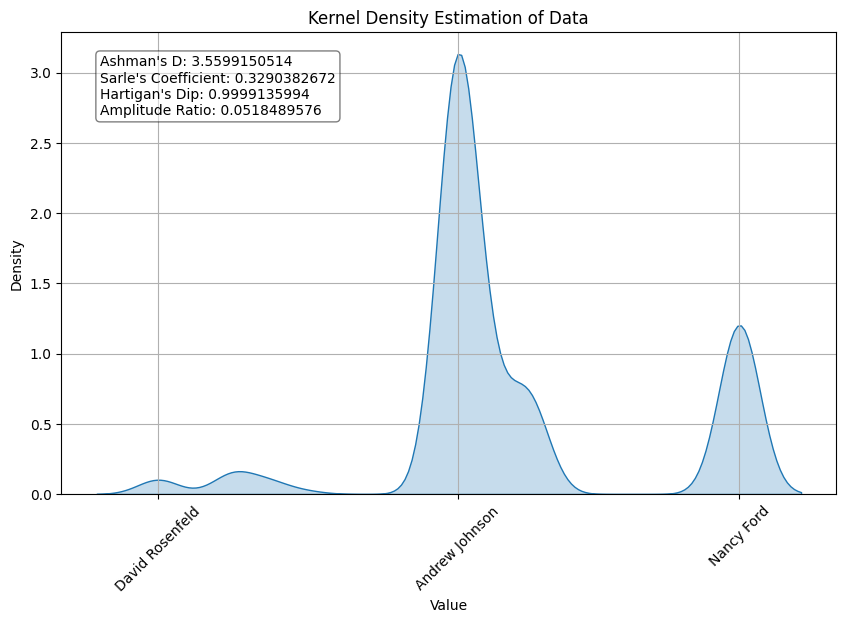 Kernel Density Estimation of Data
Ashman's D: 3.5599150514
Sarle's Coefficient: 0.3290382672
Hartigan's Dip: 0.9999135994
Amplitude Ratio: 0.0518489576
3.0
2.5
2.0
1.5
1.0
0.5
0.0
Density
David Rosenfeld
Andrew Johnson
Nancy Ford
Value